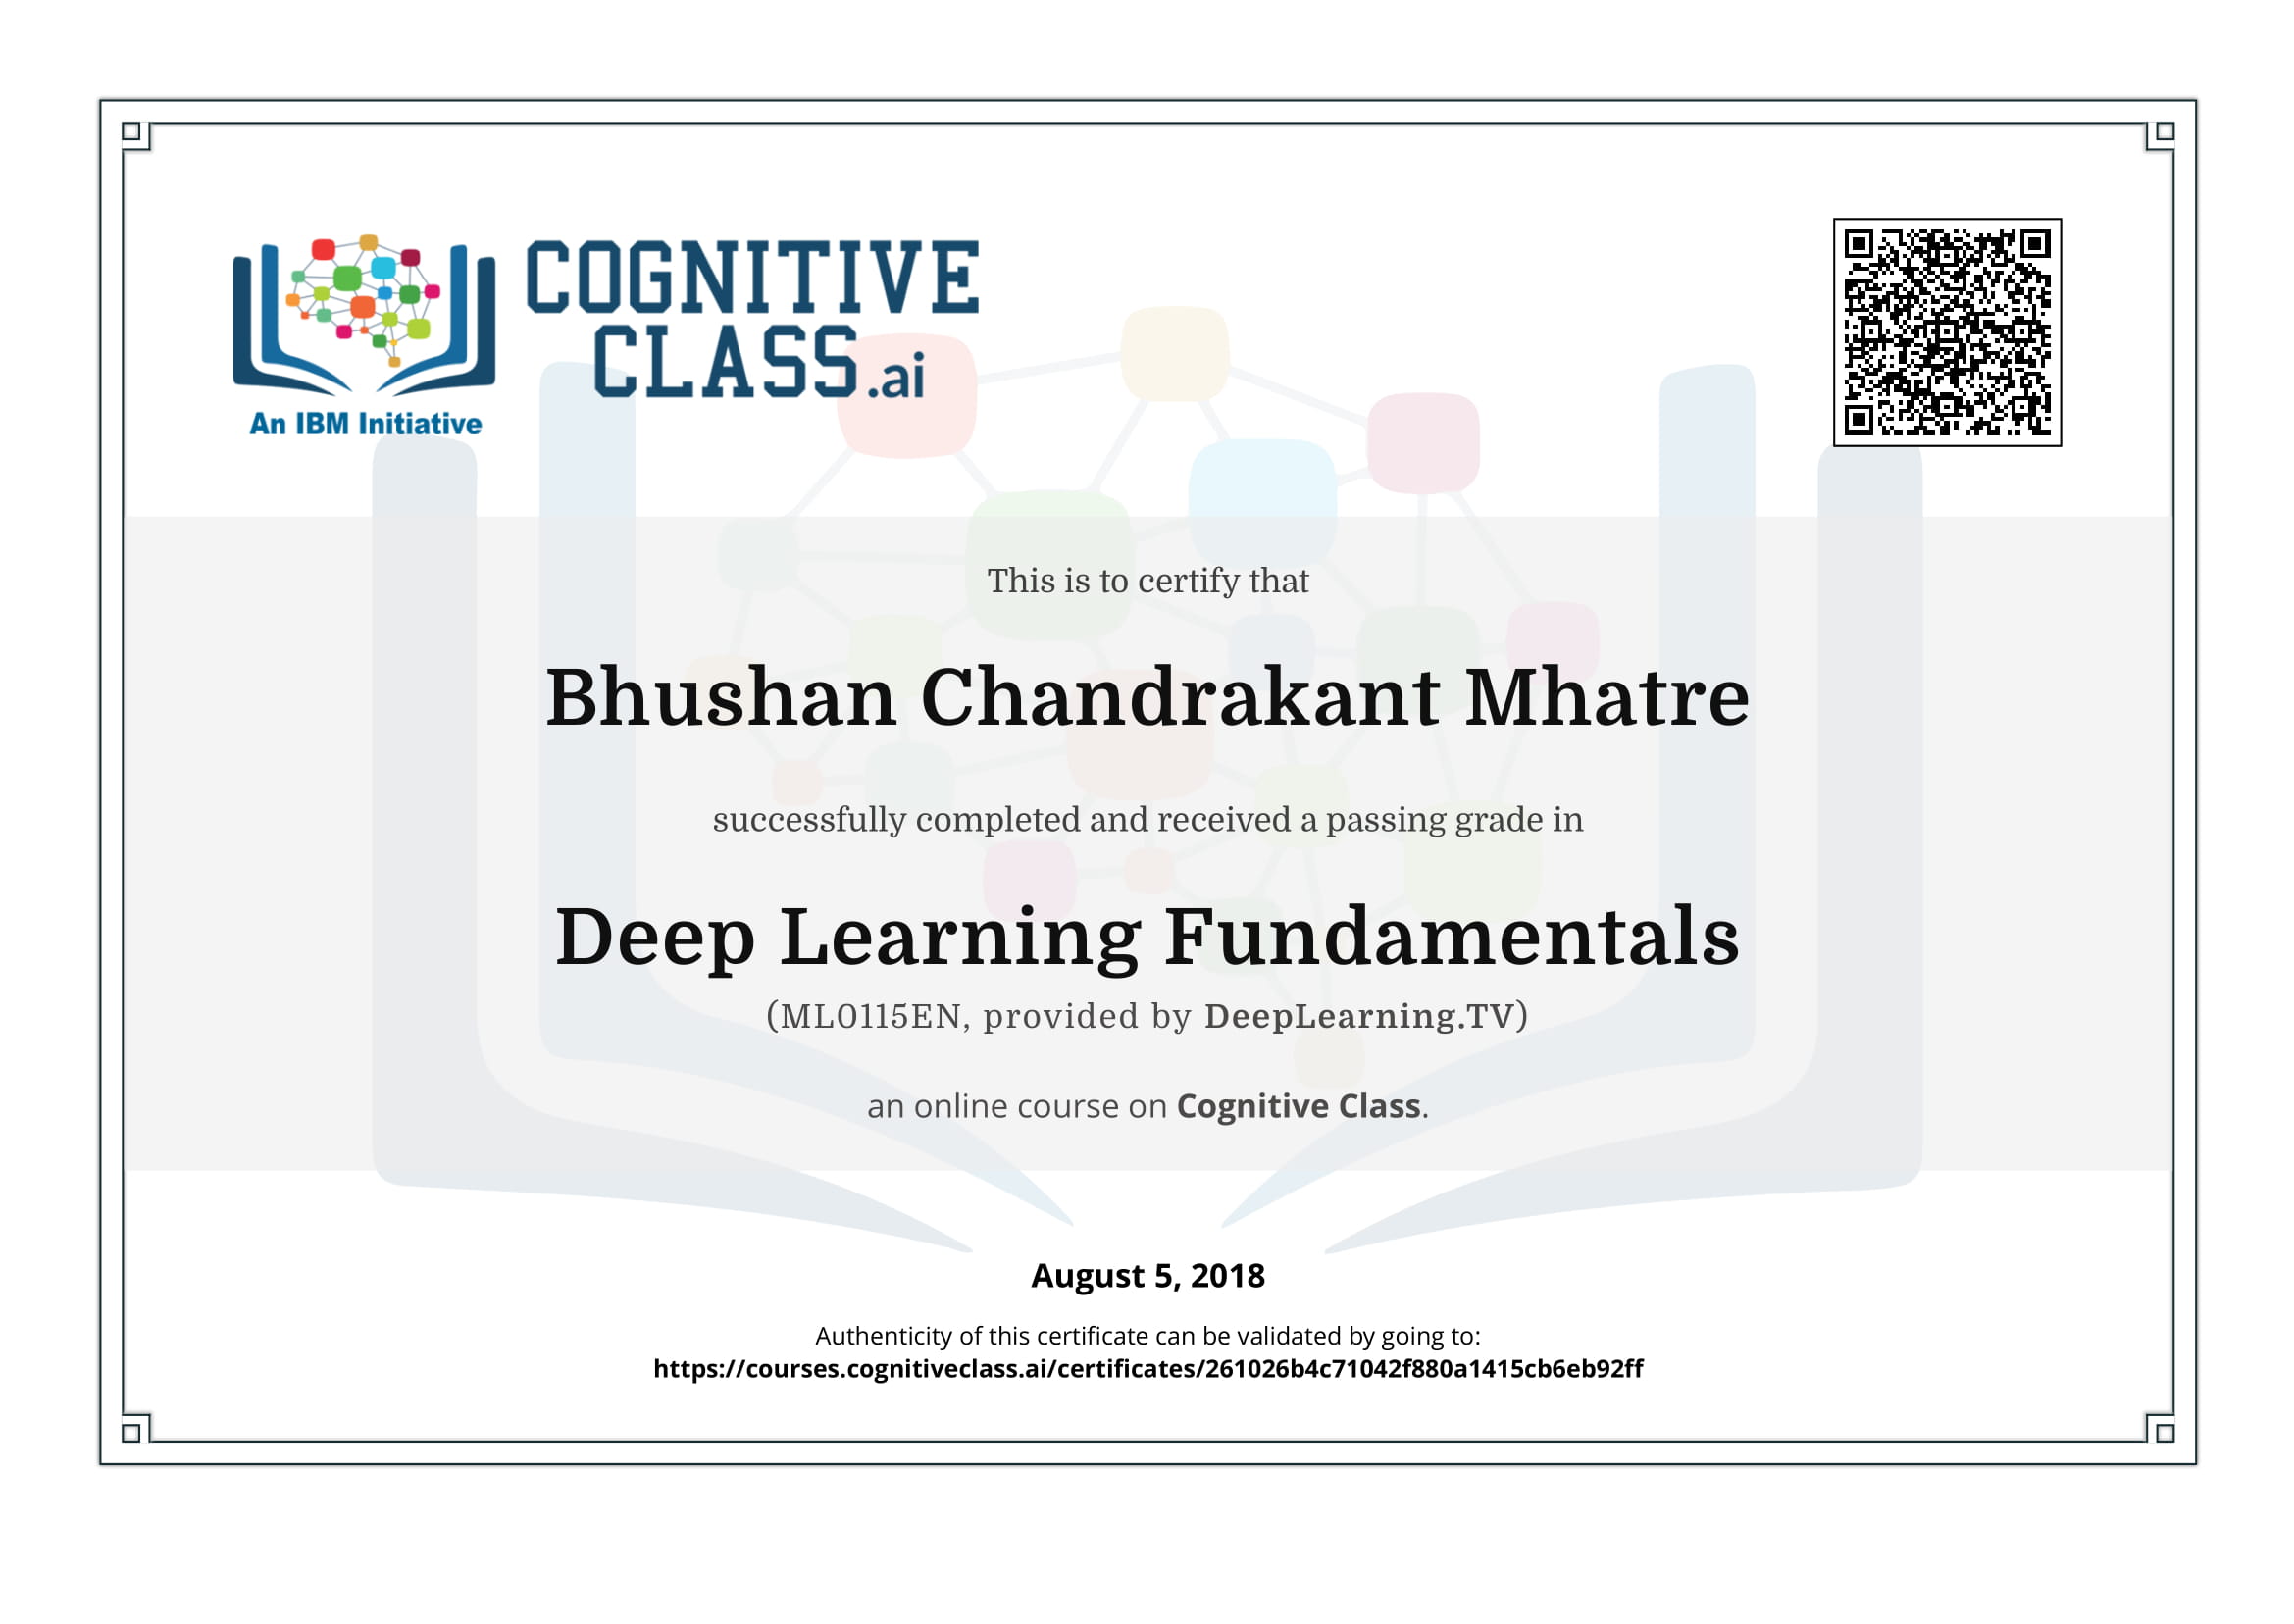 COGNITIVE
CLASS.ai
An IBM Initiative
This is to certify that
Bhushan Chandrakant Mhatre
successfully completed and received a passing grade in
Deep Learning Fundamentals
(ML0115EN, provided by DeepLearning.TV)
an online course on Cognitive Class.
August 5, 2018
Authenticity of this certificate can be validated by going to:
https://courses.cognitiveclass.ai/certificates/261026b4c71042f880a1415cb6eb92ff